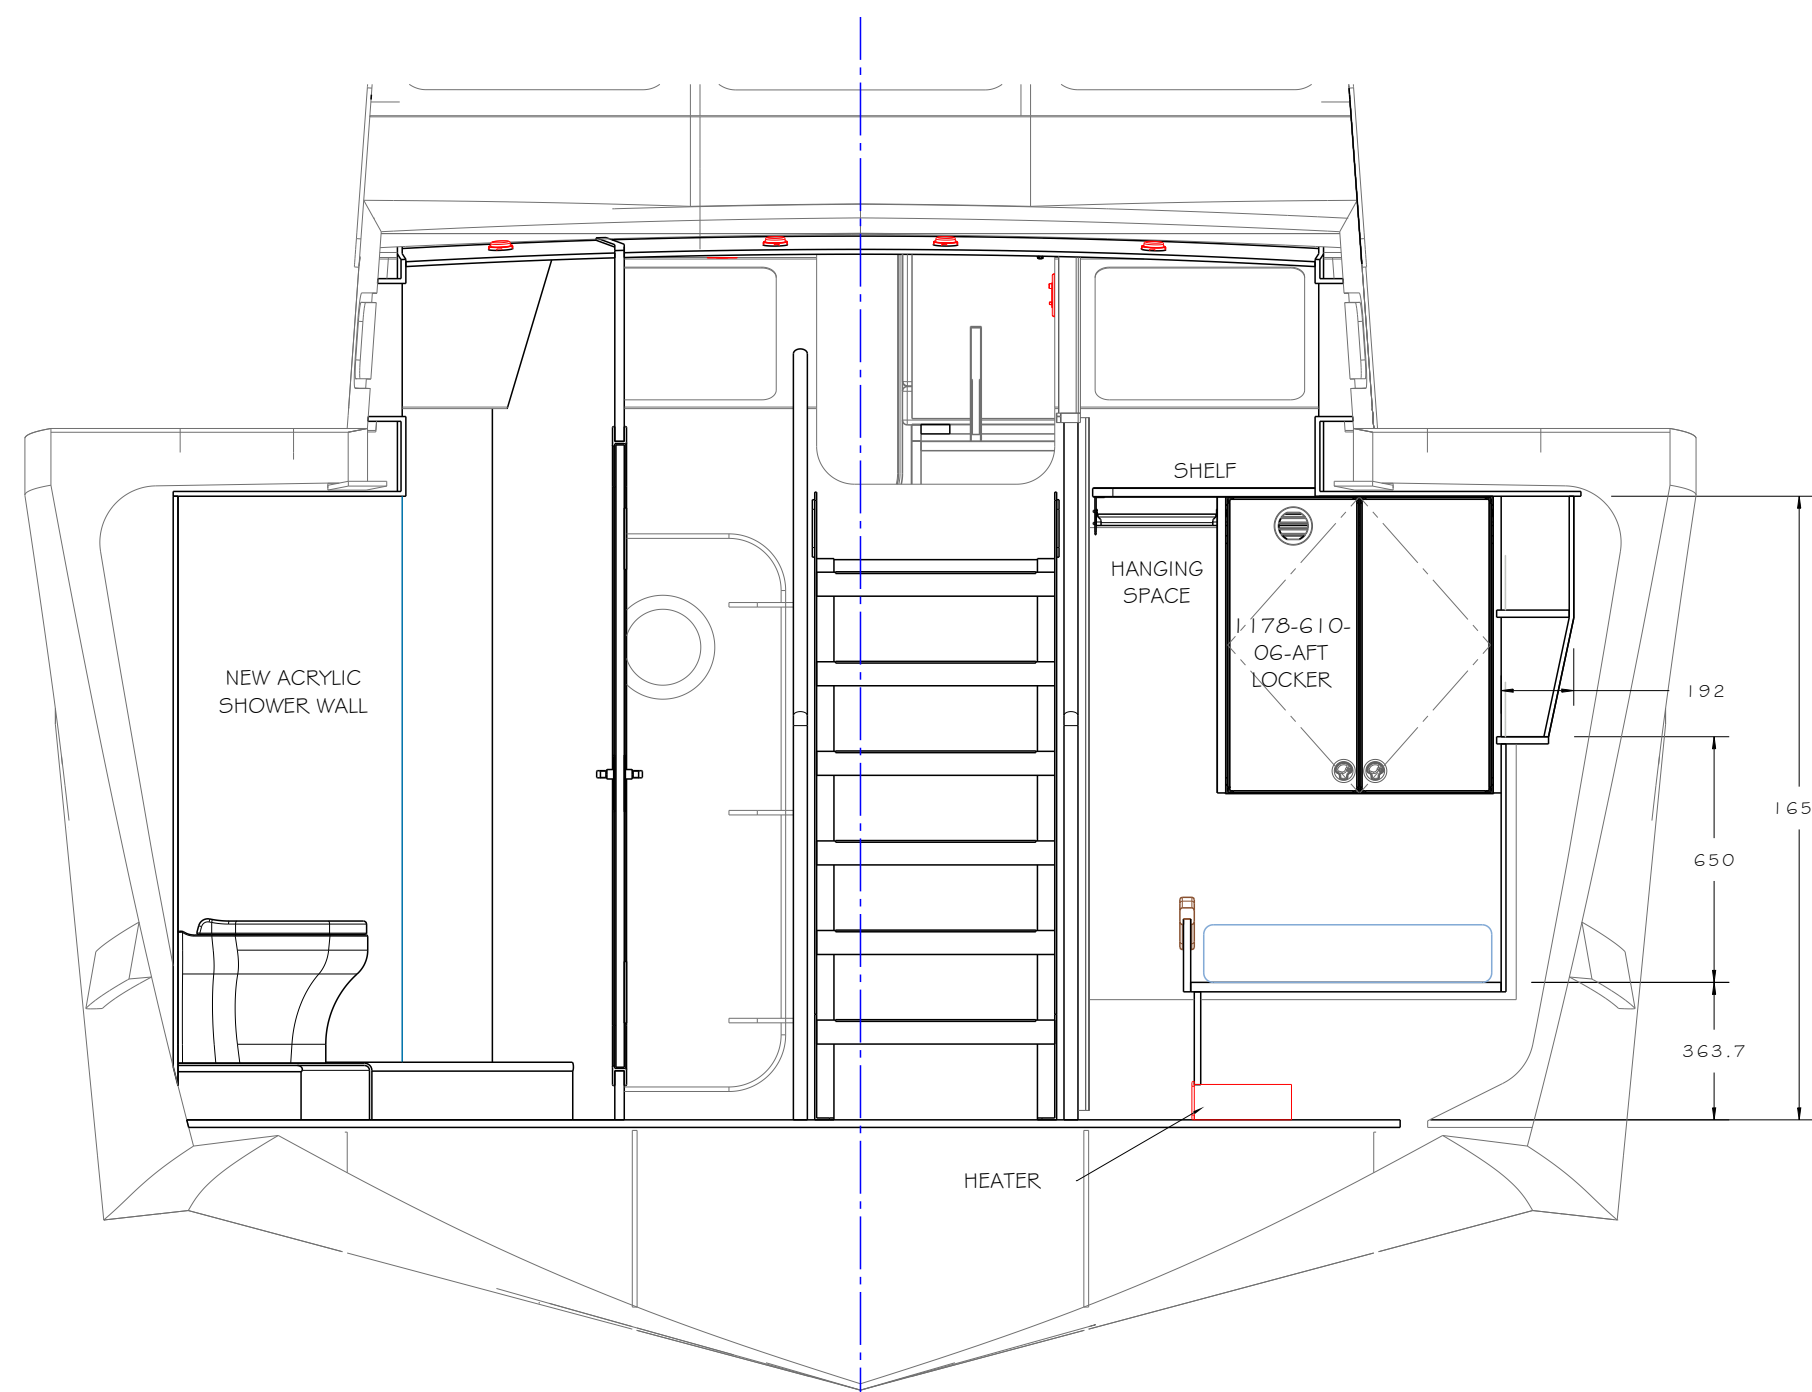 SHELF
HANGING
SPACE
1178-610-
06-AFT
LOCKER
NEW ACRYLIC
SHOWER WALL
192
165
650
363.7
HEATER